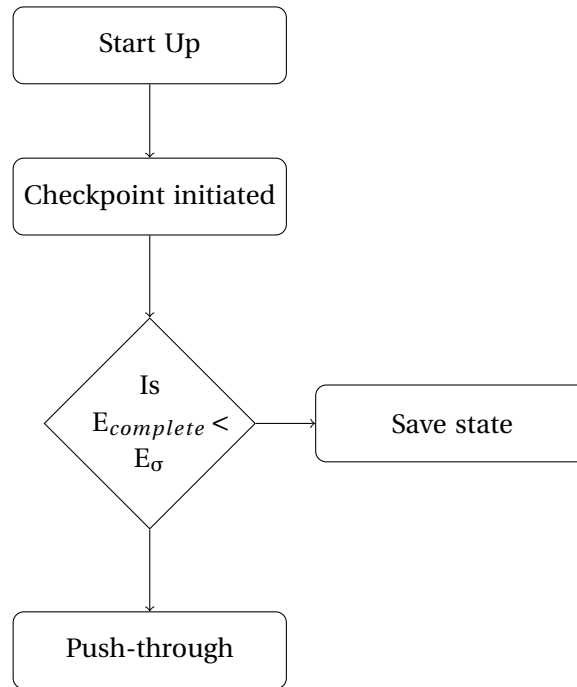 Start Up
Checkpoint initiated
Is
E_complete <
E_σ
Save state
Push-through